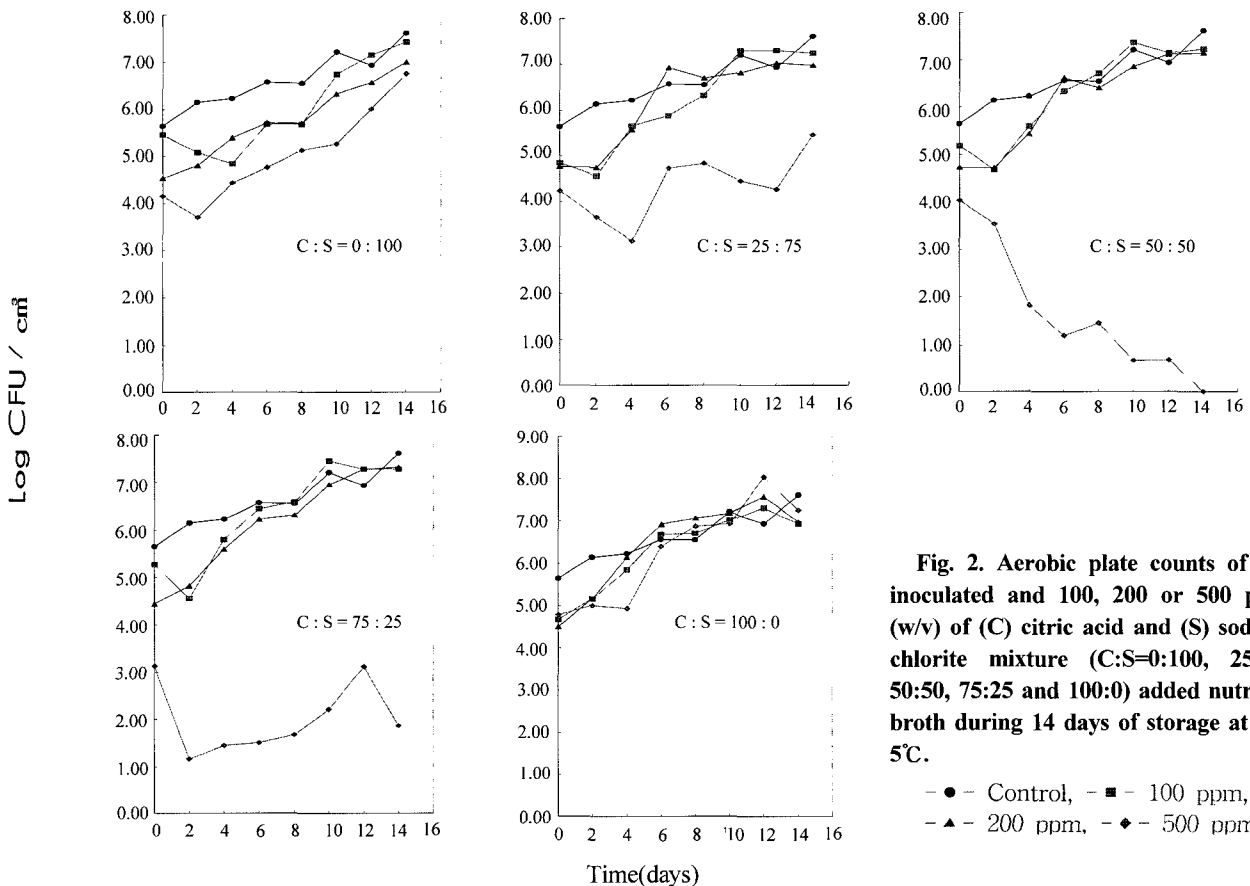 Log CFU / cm³
8.00
7.00
6.00
5.00
4.00
3.00
2.00
1.00
0.00
C : S = 0 : 100
0 2 4 6 8 10 12 14 16
8.00
7.00
6.00
5.00
4.00
3.00
2.00
1.00
0.00
C : S = 25 : 75
0 2 4 6 8 10 12 14 16
8.00
7.00
6.00
5.00
4.00
3.00
2.00
1.00
0.00
C : S = 50 : 50
0 2 4 6 8 10 12 14 16
8.00
7.00
6.00
5.00
4.00
3.00
2.00
1.00
0.00
C : S = 75 : 25
0 2 4 6 8 10 12 14 16
9.00
8.00
7.00
6.00
5.00
4.00
3.00
2.00
1.00
0.00
C : S = 100 : 0
0 2 4 6 8 10 12 14 16
Time(days)
Fig. 2. Aerobic plate counts of
inoculated and 100, 200 or 500 p
(w/v) of (C) citric acid and (S) sod
chlorite mixture (C:S=0:100, 25
50:50, 75:25 and 100:0) added nutr
broth during 14 days of storage at
5℃.
－●－ Control, －■－ 100 ppm,
－▲－ 200 ppm, －◆－ 500 ppm